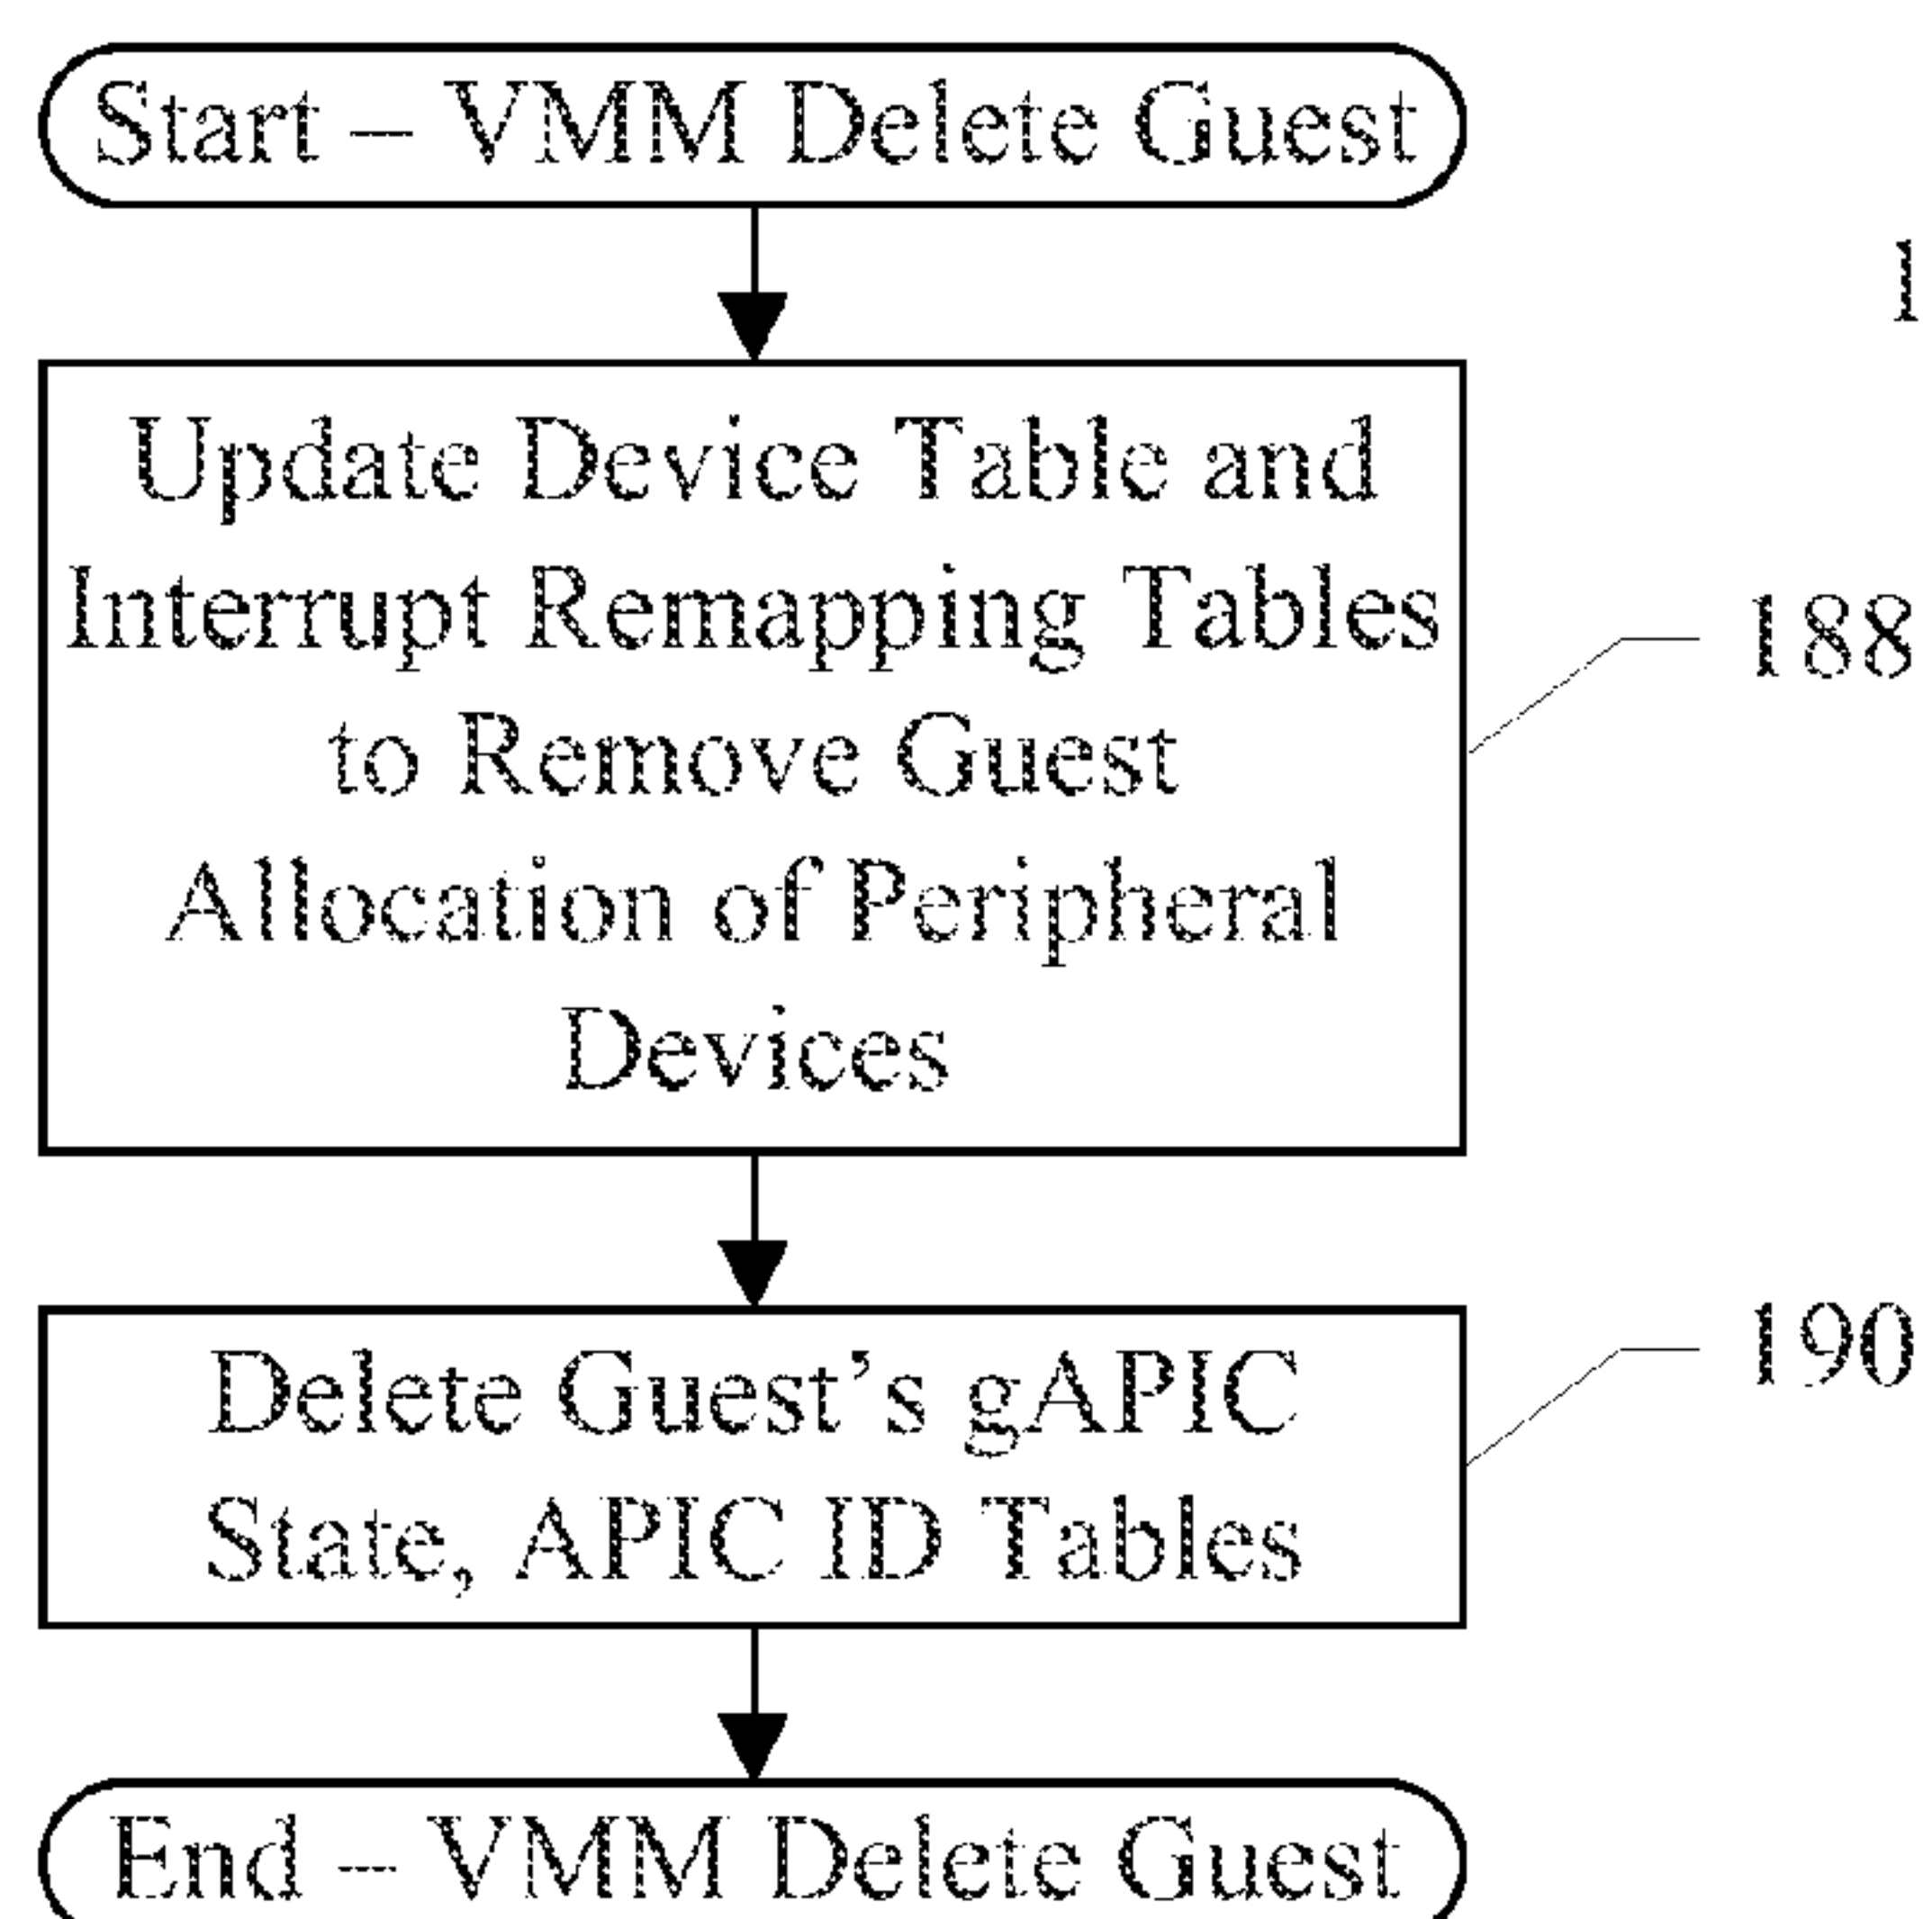 Start – VMM Delete Guest
1
Update Device Table and
Interrupt Remapping Tables
to Remove Guest
Allocation of Peripheral
Devices
188
Delete Guest’s gAPIC
State, APIC ID Tables
190
End – VMM Delete Guest